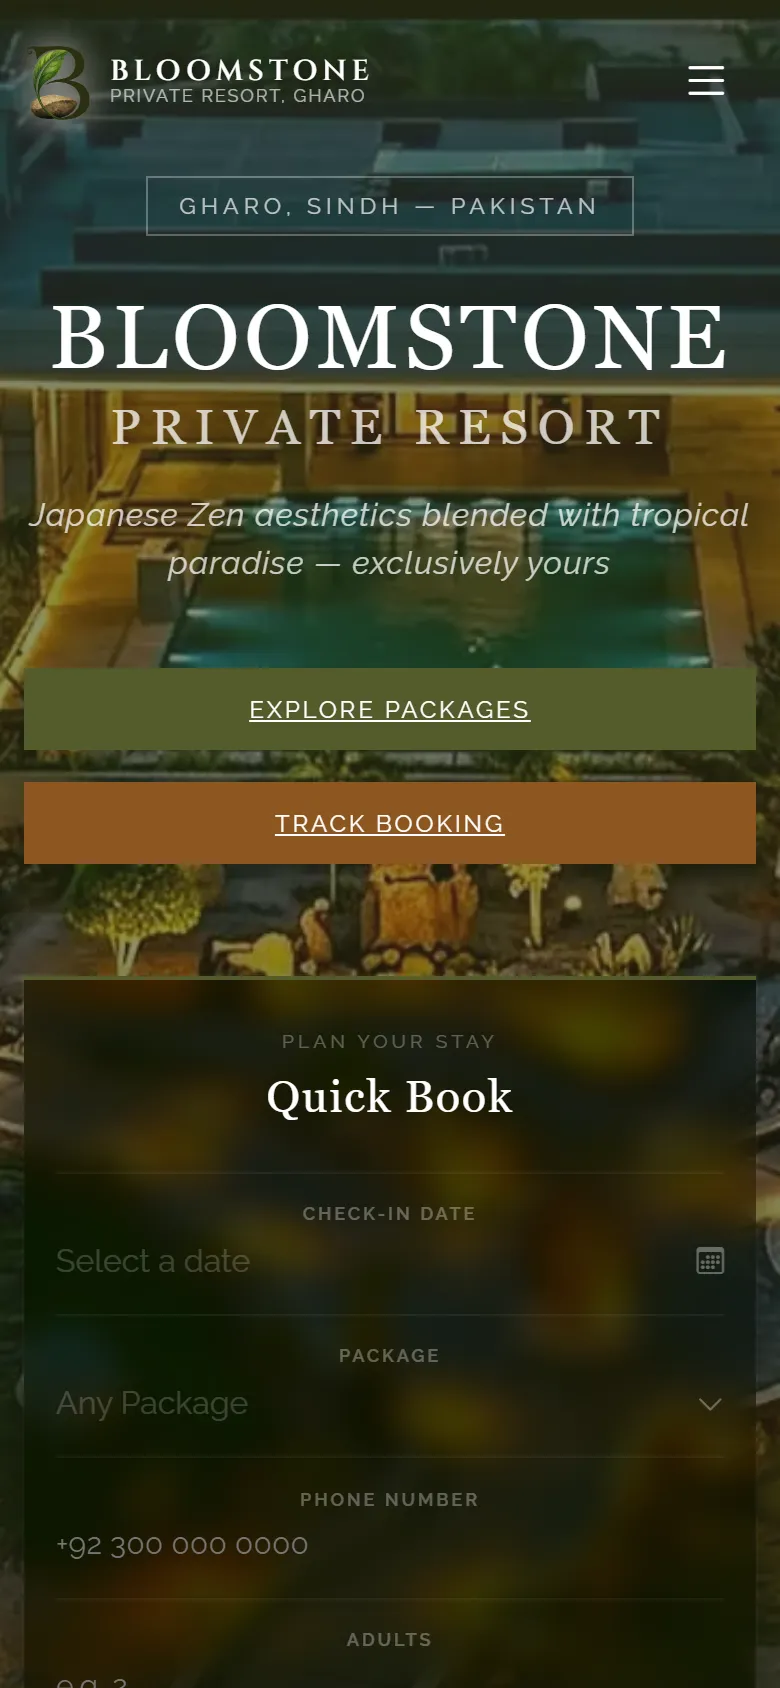 BLOOMSTONE
PRIVATE RESORT, GHARO
GHARO, SINDH — PAKISTAN
BLOOMSTONE
PRIVATE RESORT
Japanese Zen aesthetics blended with tropical
paradise — exclusively yours
EXPLORE PACKAGES
TRACK BOOKING
PLAN YOUR STAY
Quick Book
CHECK-IN DATE
Select a date
PACKAGE
Any Package
PHONE NUMBER
+92 300 000 0000
ADULTS
e.g. 2